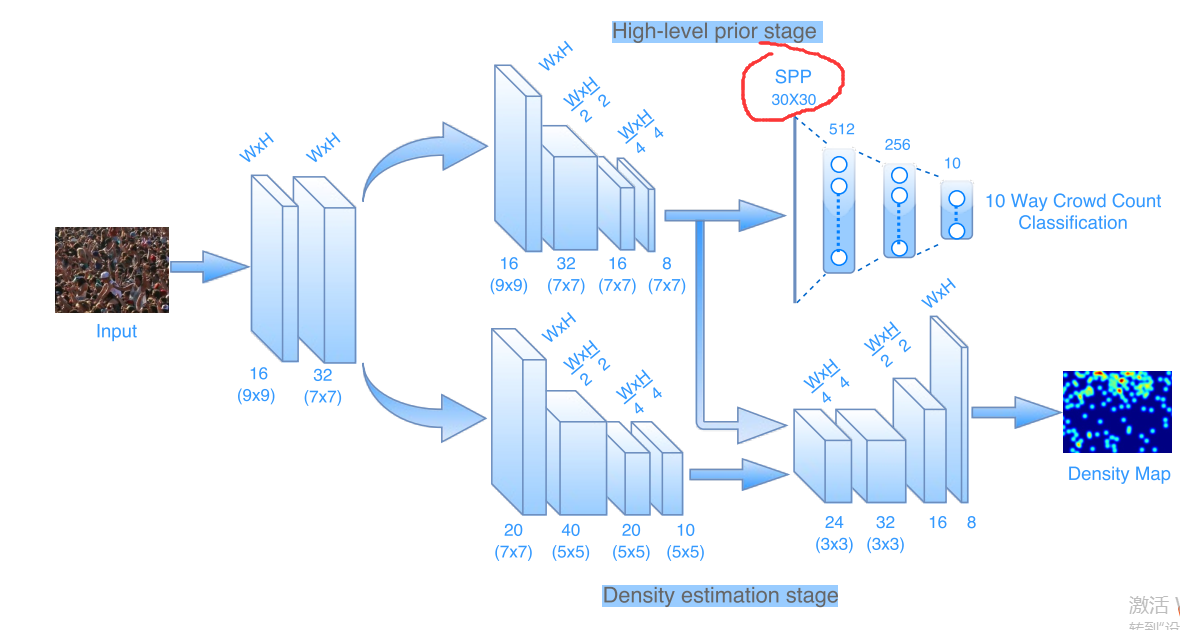 High-level prior stage
WxH
WxH
2 2
WxH
4 4
SPP
30X30
512
256
10
10 Way Crowd Count
Classification
WxH
WxH
16
(9x9)
32
(7x7)
16
(7x7)
8
(7x7)
Input
16
(9x9)
32
(7x7)
WxH
WxH
2 2
WxH
4 4
WxH
4 4
WxH
2 2
WxH
Density Map
20
(7x7)
40
(5x5)
20
(5x5)
10
(5x5)
24
(3x3)
32
(3x3)
16
8
Density estimation stage
激活
转到"设